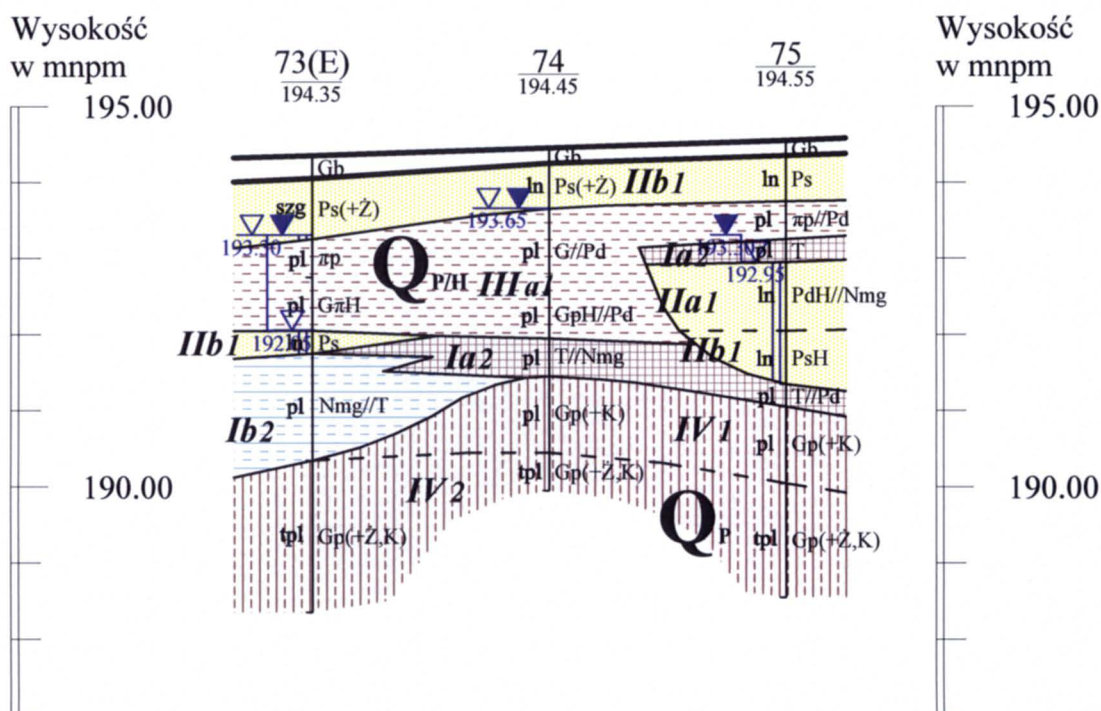 Wysokość
w mnpm
73(E)
194.35
74
194.45
75
194.55
Wysokość
w mnpm
195.00
195.00
Gb
Gb
Gb
ln Ps(+Ż) IIb1
ln Ps
szg Ps(+Ż)
193.65
pl πp//Pd
193.30
Q P/H
pl πp
pl G//Pd
Ia2
pl T
192.95
IIIa1
pl GπH
pl GpH//Pd
IIa1
ln PdH//Nmg
IIb1
ln Ps
Ia2
pl T//Nmg
IIb1
ln PsH
pl T//Pd
Ib2
pl Nmg//T
pl Gp(–K)
IV1
pl Gp(+K)
190.00
190.00
IV2
tpl Gp(–Ż,K)
Q P
tpl Gp(+Ż,K)
tpl Gp(+Ż,K)